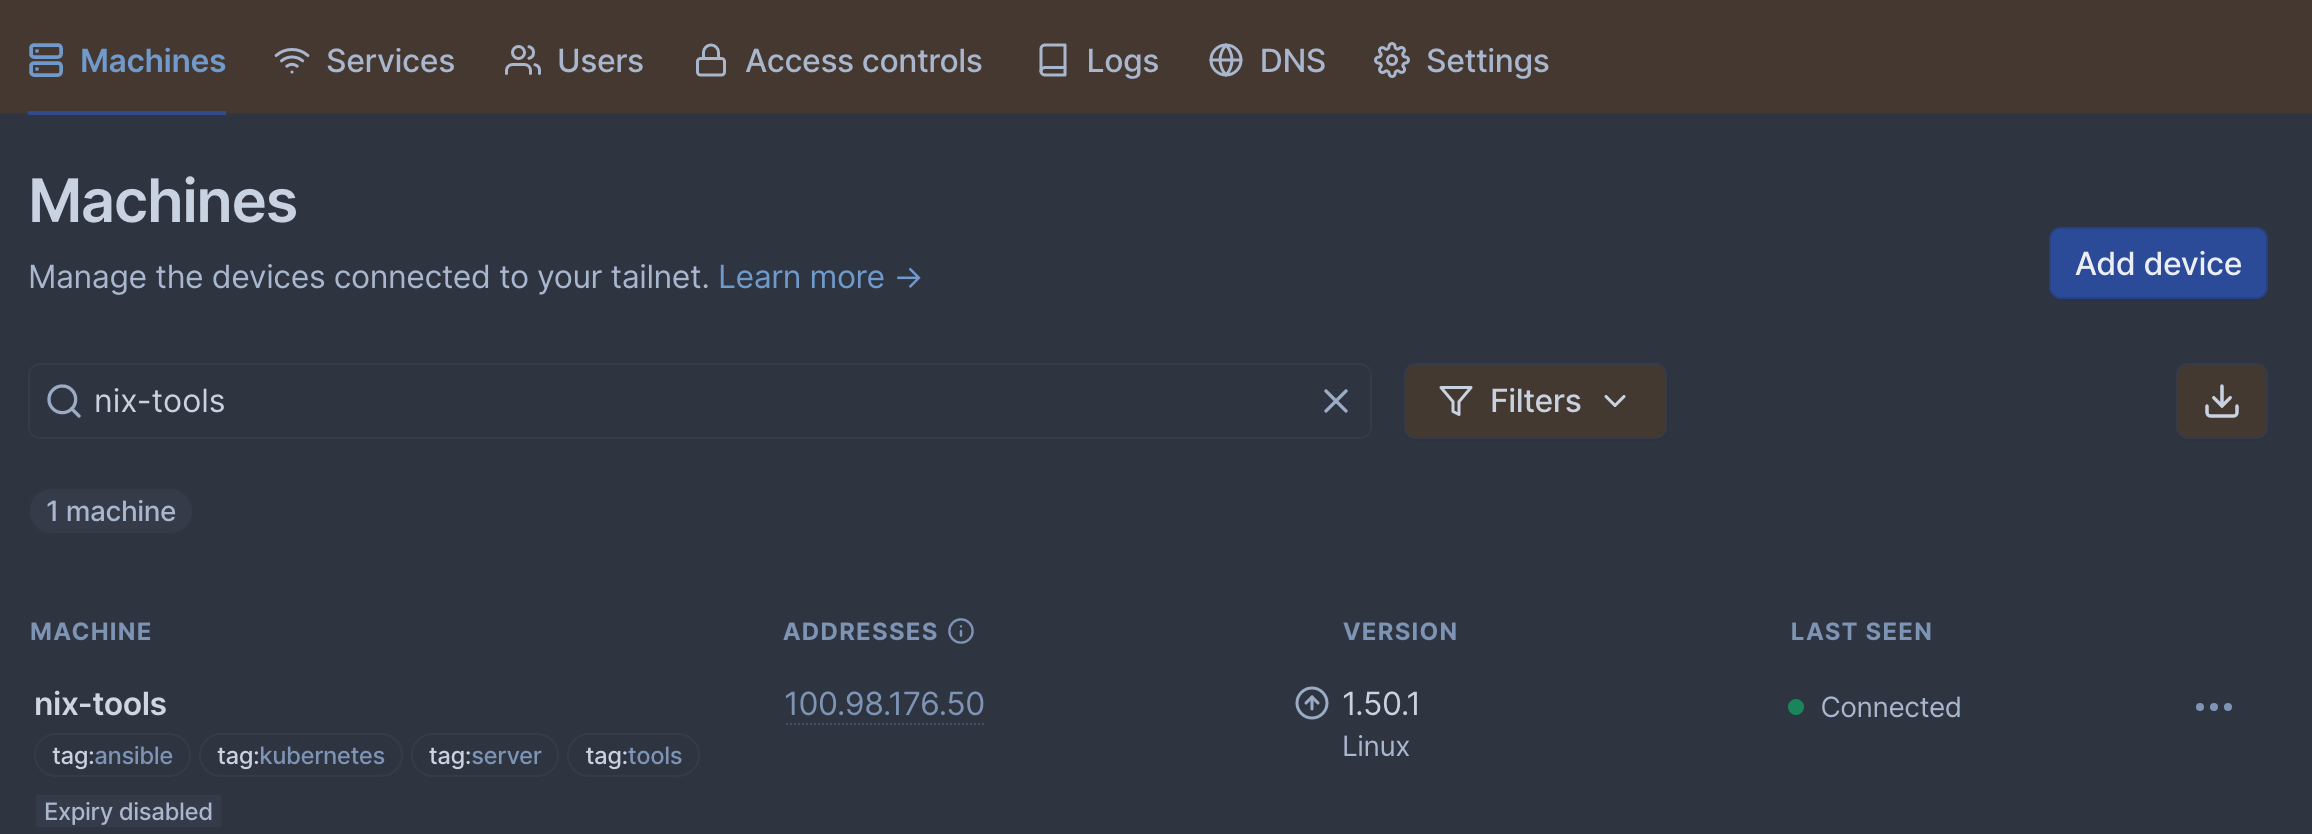 Machines Services Users Access controls Logs DNS Settings
Machines
Manage the devices connected to your tailnet. Learn more →
Add device
nix-tools
Filters
1 machine
MACHINE ADDRESSES VERSION LAST SEEN
nix-tools 100.98.176.50 1.50.1 Connected
Linux
tag:ansible tag:kubernetes tag:server tag:tools
Expiry disabled